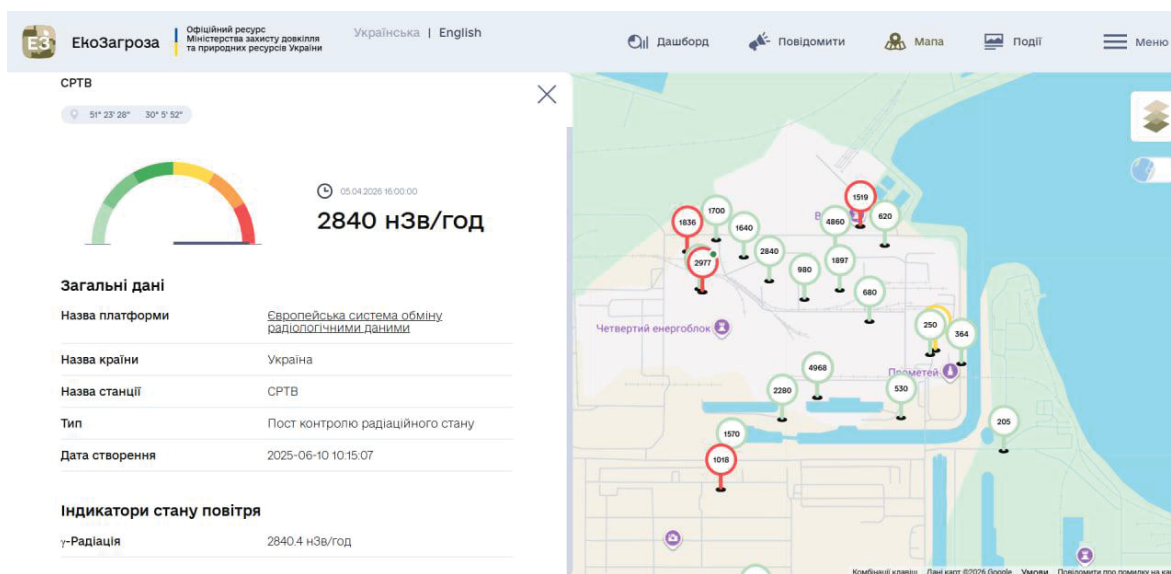 ЕЗ
ЕкоЗагроза
Офіційний ресурс
Міністерства захисту довкілля
та природних ресурсів України
Українська | English
Дашборд
Повідомити
Мапа
Події
Меню
СРТВ
51° 23' 28" 30° 5' 52"
05.04.2026 16:00:00
2840 нЗв/год
Загальні дані
Назва платформи
Європейська система обміну
радіологічними даними
Назва країни
Україна
Назва станції
СРТВ
Тип
Пост контролю радіаційного стану
Дата створення
2025-06-10 10:15:07
Індикатори стану повітря
γ-Радіація
2840.4 нЗв/год
1519
1836
1700
1640
4860
620
2977
2840
980
1897
680
Четвертий енергоблок
250
364
4968
Прометей
2280
530
205
1570
1018
Комбінації клавіш
Дані карт ©2026 Google
Умови
Повідомити про помилку на